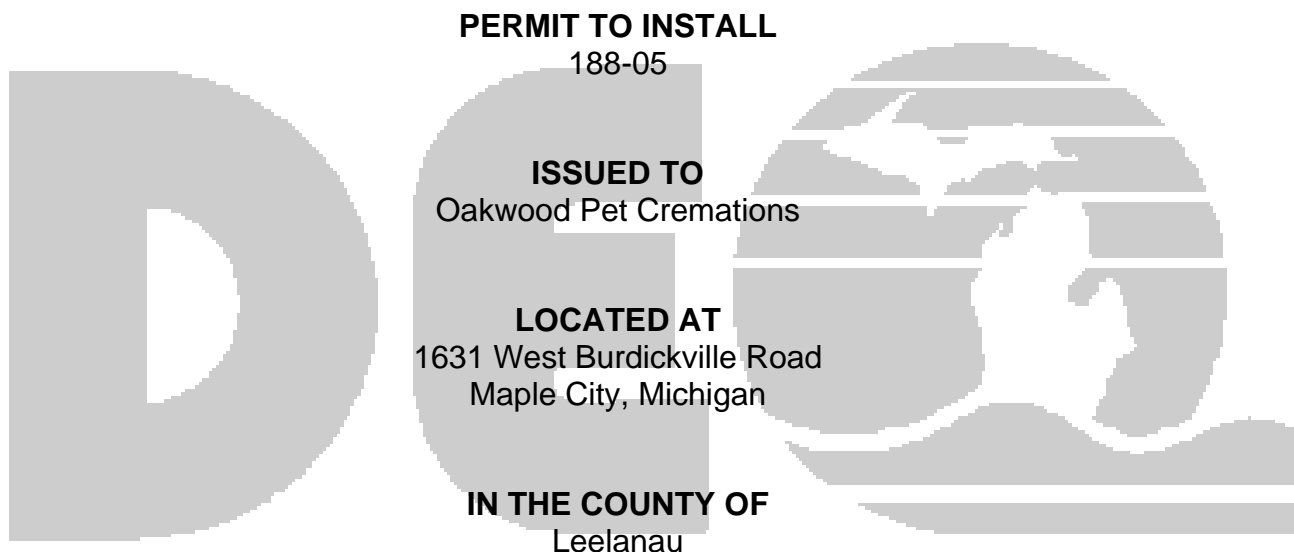 PERMIT TO INSTALL
188-05
ISSUED TO
Oakwood Pet Cremations
LOCATED AT
1631 West Burdickville Road
Maple City, Michigan
IN THE COUNTY OF
Leelanau
DEQ